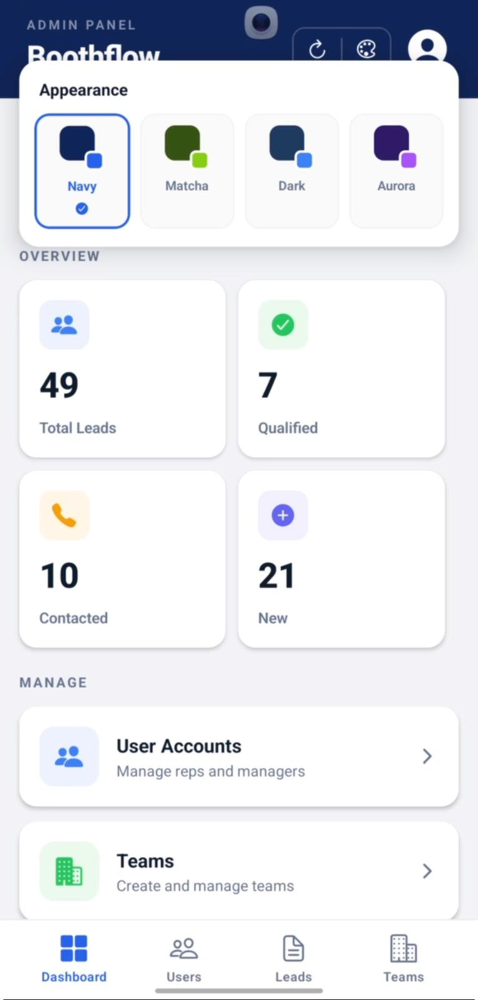 ADMIN PANEL
Boothflow
Appearance
Navy
Matcha
Dark
Aurora
OVERVIEW
49
Total Leads
7
Qualified
10
Contacted
21
New
MANAGE
User Accounts
Manage reps and managers
Teams
Create and manage teams
Dashboard
Users
Leads
Teams